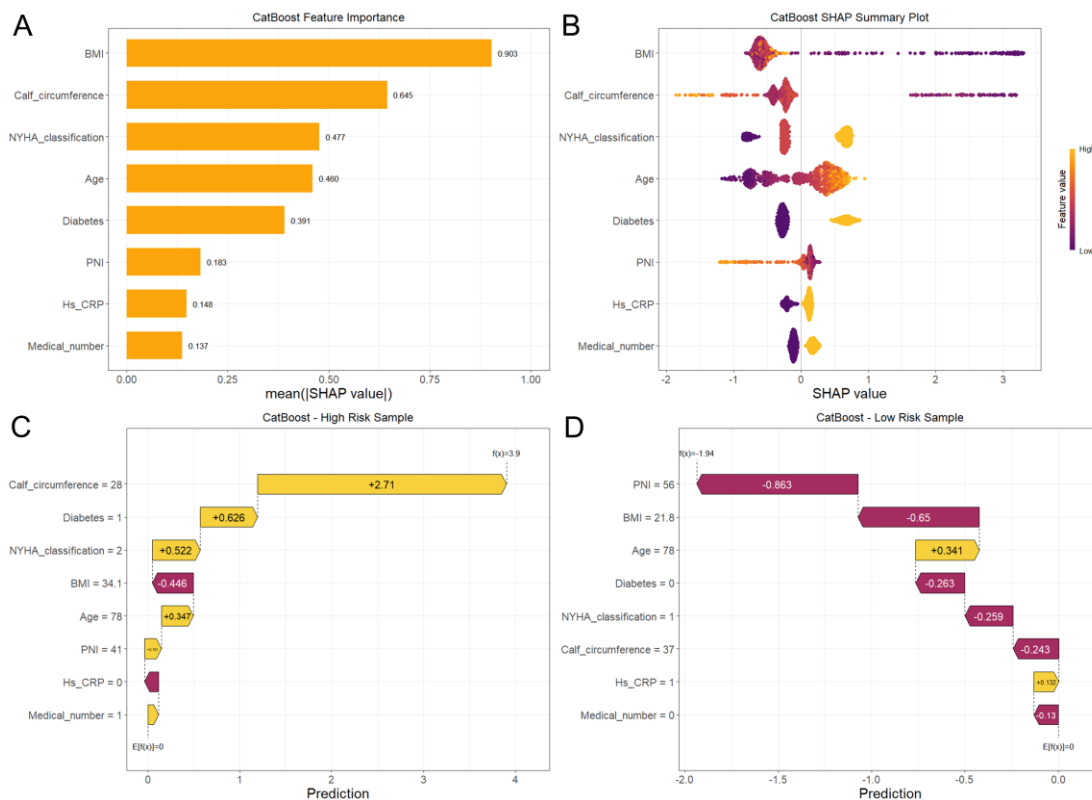 A
CatBoost Feature Importance
BMI
0.903
Calf_circumference
0.645
NYHA_classification
0.477
Age
0.460
Diabetes
0.391
PNI
0.183
Hs_CRP
0.148
Medical_number
0.137
0.00
0.25
0.50
0.75
1.00
mean(|SHAP value|)
B
CatBoost SHAP Summary Plot
BMI
Calf_circumference
NYHA_classification
Age
Diabetes
PNI
Hs_CRP
Medical_number
-2
-1
0
1
2
3
SHAP value
High
Feature value
Low
C
CatBoost - High Risk Sample
f(x)=3.9
Calf_circumference = 28
+2.71
Diabetes = 1
+0.626
NYHA_classification = 2
+0.522
BMI = 34.1
-0.446
Age = 78
+0.347
PNI = 41
Hs_CRP = 0
Medical_number = 1
E[f(x)]=0
0
1
2
3
4
Prediction
D
CatBoost - Low Risk Sample
f(x)=-1.94
PNI = 56
-0.863
BMI = 21.8
-0.65
Age = 78
+0.341
Diabetes = 0
-0.263
NYHA_classification = 1
-0.259
Calf_circumference = 37
-0.243
Hs_CRP = 1
+0.132
Medical_number = 0
-0.13
E[f(x)]=0
-2.0
-1.5
-1.0
-0.5
0.0
Prediction